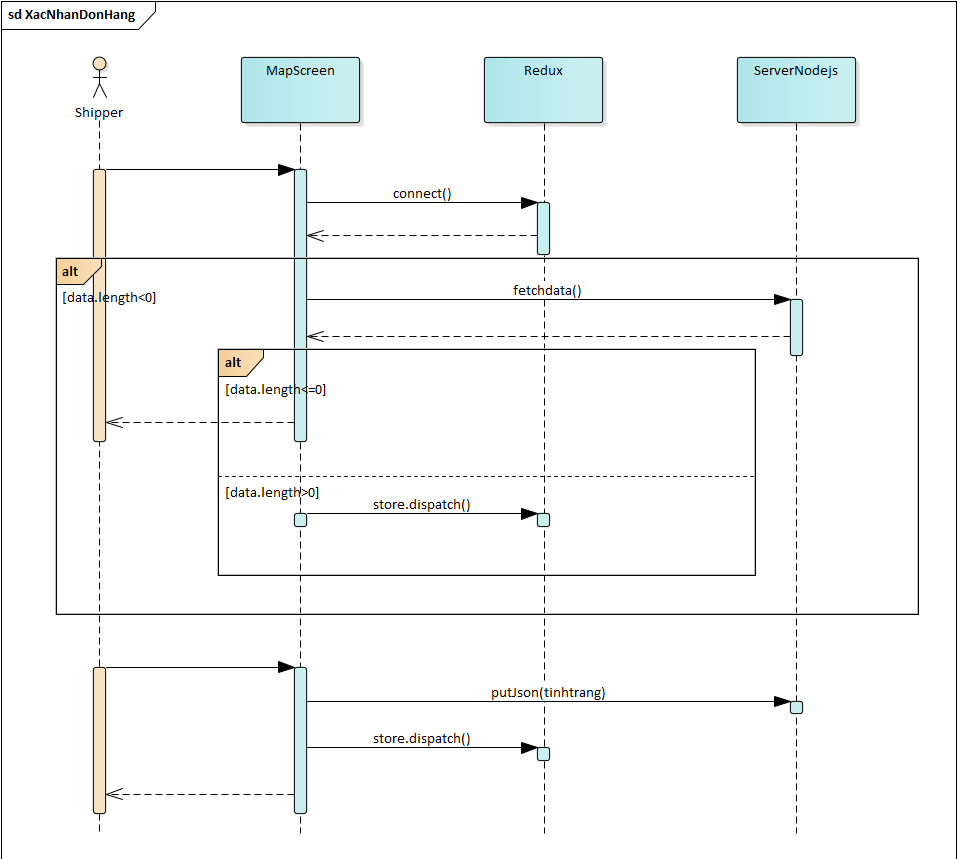 sd XacNhanDonHang
Shipper
MapScreen
Redux
ServerNodejs
connect()
alt
[data.length<0]
fetchdata()
alt
[data.length<=0]
[data.length>0]
store.dispatch()
putJson(tinhtrang)
store.dispatch()